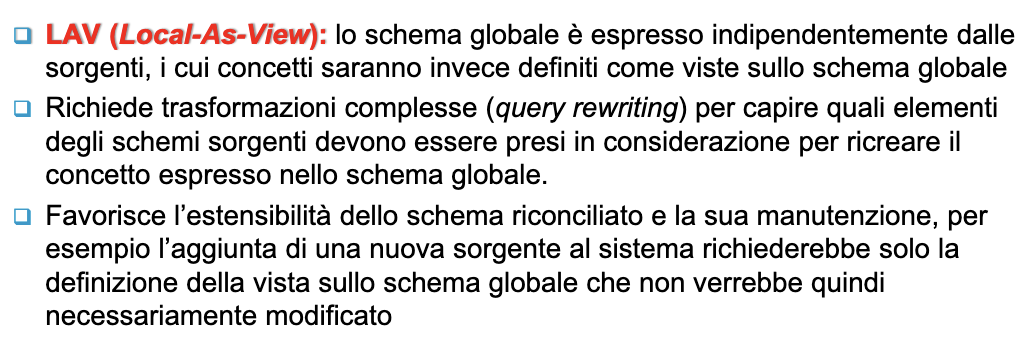 LAV (Local-As-View): lo schema globale è espresso indipendentemente dalle
sorgenti, i cui concetti saranno invece definiti come viste sullo schema globale
Richiede trasformazioni complesse (query rewriting) per capire quali elementi
degli schemi sorgenti devono essere presi in considerazione per ricreare il
concetto espresso nello schema globale.
Favorisce l’estensibilità dello schema riconciliato e la sua manutenzione, per
esempio l’aggiunta di una nuova sorgente al sistema richiederebbe solo la
definizione della vista sullo schema globale che non verrebbe quindi
necessariamente modificato